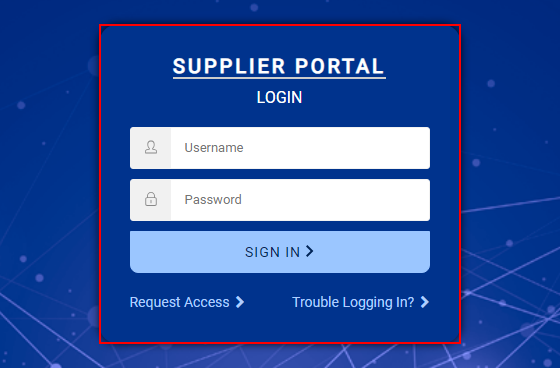 SUPPLIER PORTAL
LOGIN
Username
Password
SIGN IN
Request Access
Trouble Logging In?